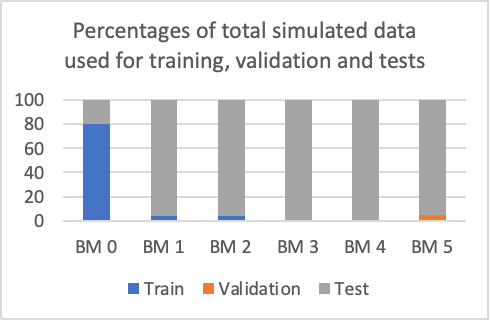 Percentages of total simulated data
used for training, validation and tests
100
80
60
40
20
0
BM 0 BM 1 BM 2 BM 3 BM 4 BM 5
Train Validation Test